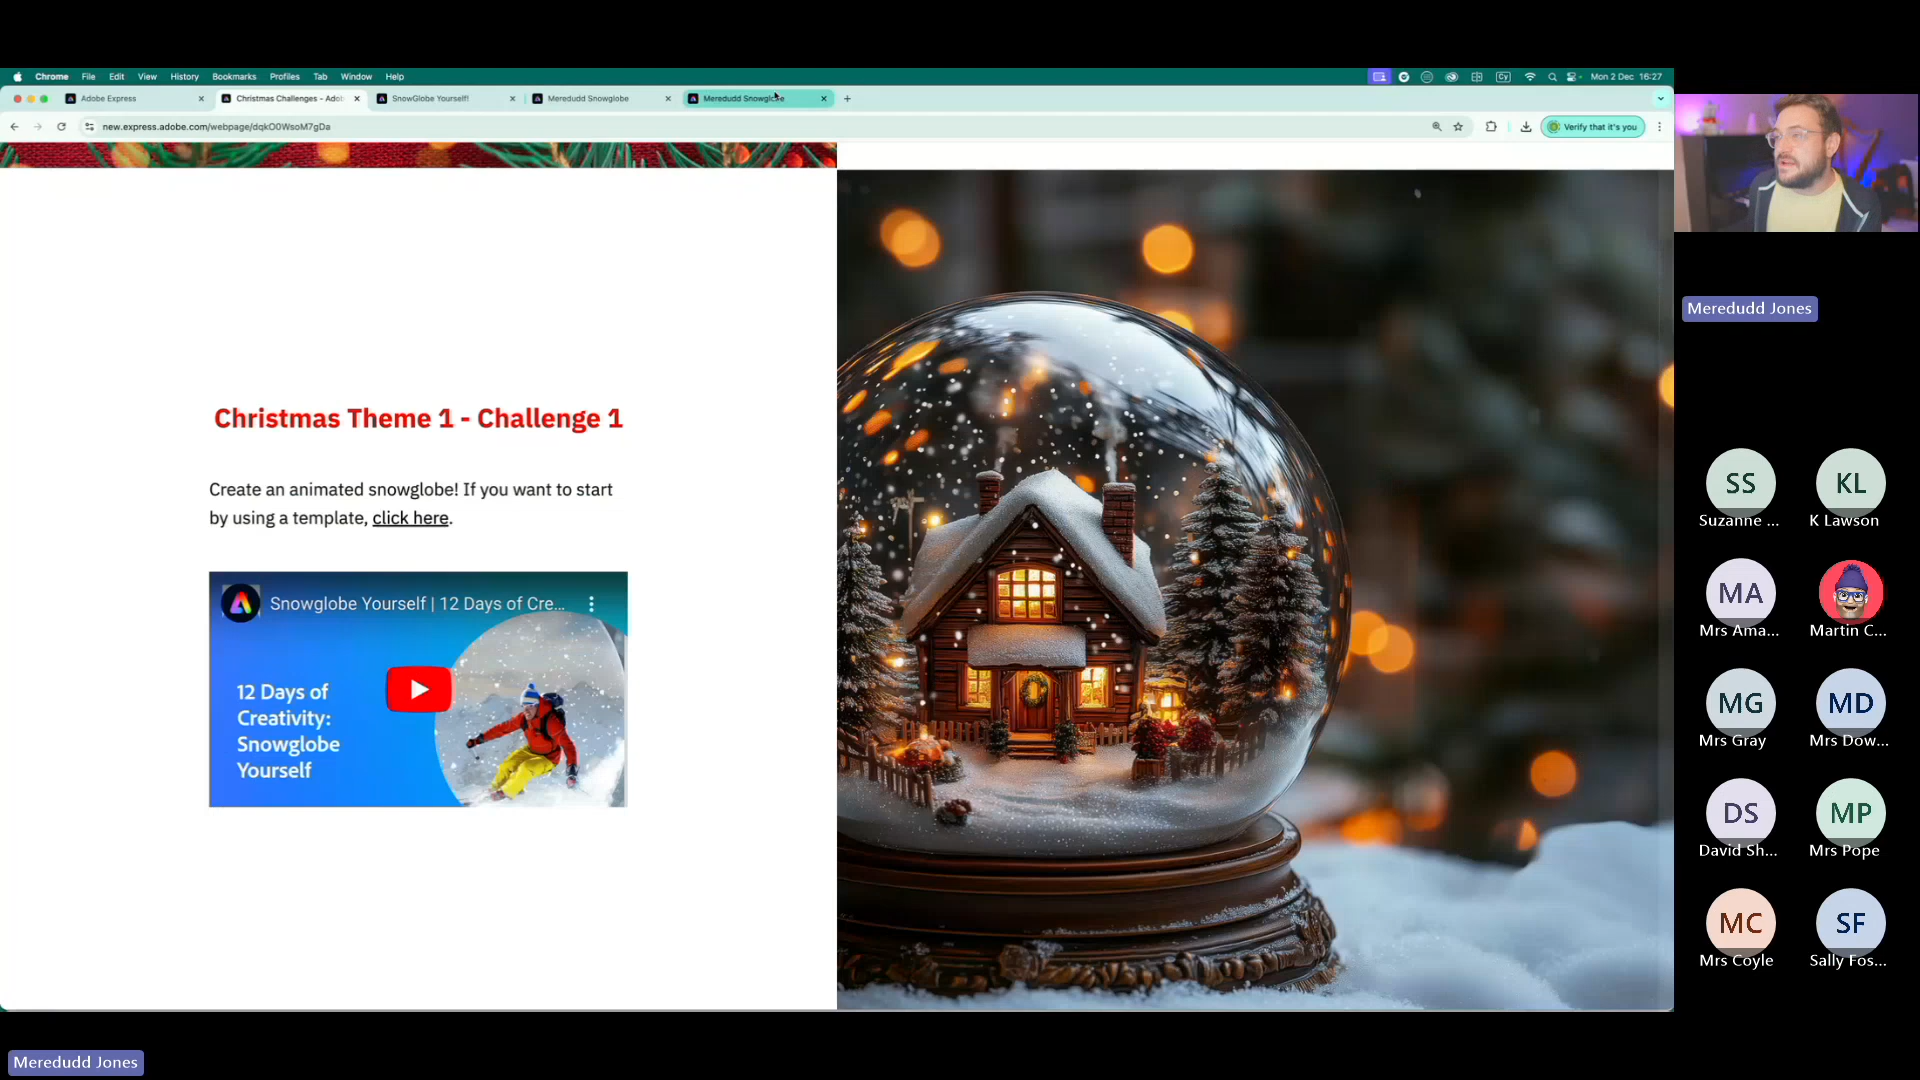 Chrome File Edit View History Bookmarks Profiles Tab Window Help
Cy Mon 2 Dec 16:27
Adobe Express
Christmas Challenges - Adob
SnowGlobe Yourself!
Meredudd Snowglobe
Meredudd Snowglobe
new.express.adobe.com/webpage/dqkO0WsoM7gDa
Verify that it's you
Christmas Theme 1 - Challenge 1
Create an animated snowglobe! If you want to start
by using a template, click here.
Snowglobe Yourself | 12 Days of Cre...
12 Days of
Creativity:
Snowglobe
Yourself
Meredudd Jones
SS
Suzanne ...
KL
K Lawson
MA
Mrs Ama...
Martin C...
MG
Mrs Gray
MD
Mrs Dow...
DS
David Sh...
MP
Mrs Pope
MC
Mrs Coyle
SF
Sally Fos...
Meredudd Jones